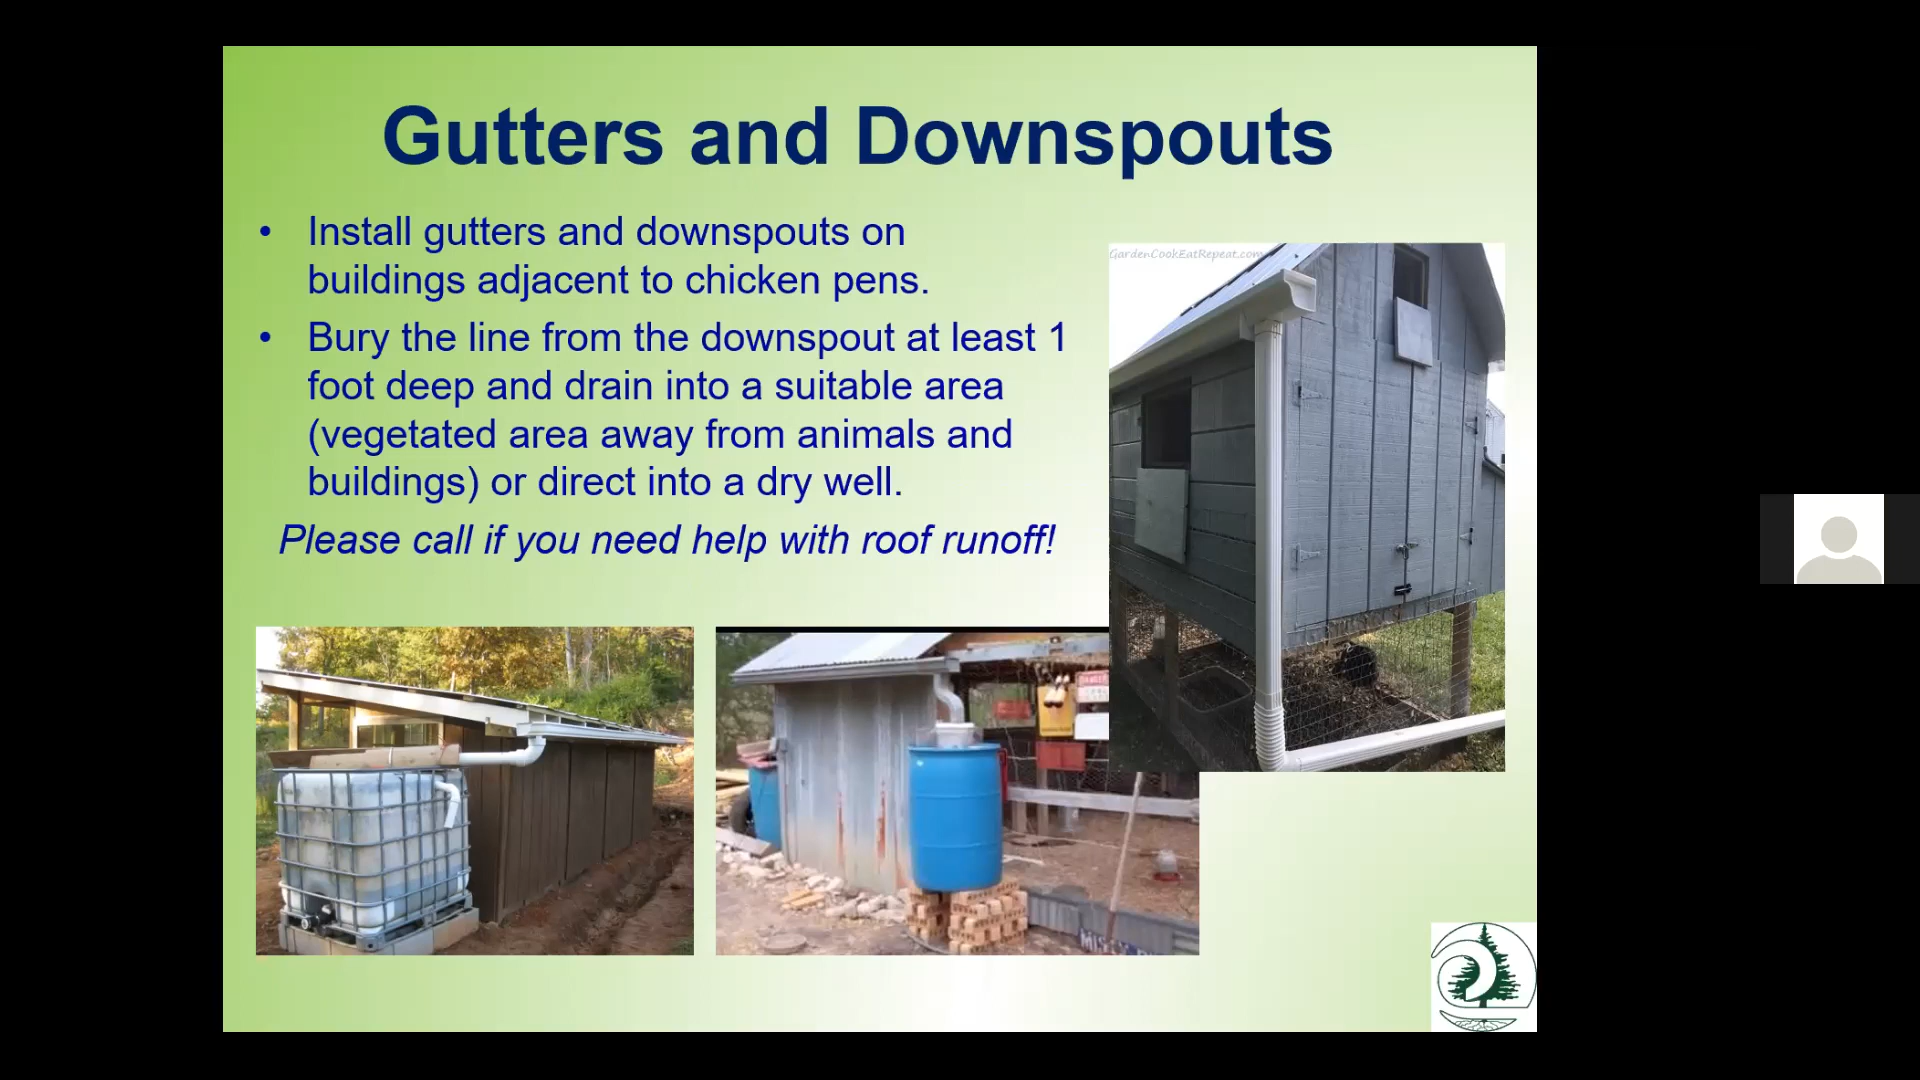 Gutters and Downspouts
• Install gutters and downspouts on
buildings adjacent to chicken pens.
• Bury the line from the downspout at least 1
foot deep and drain into a suitable area
(vegetated area away from animals and
buildings) or direct into a dry well.
Please call if you need help with roof runoff!
GardenCookEatRepeat.com